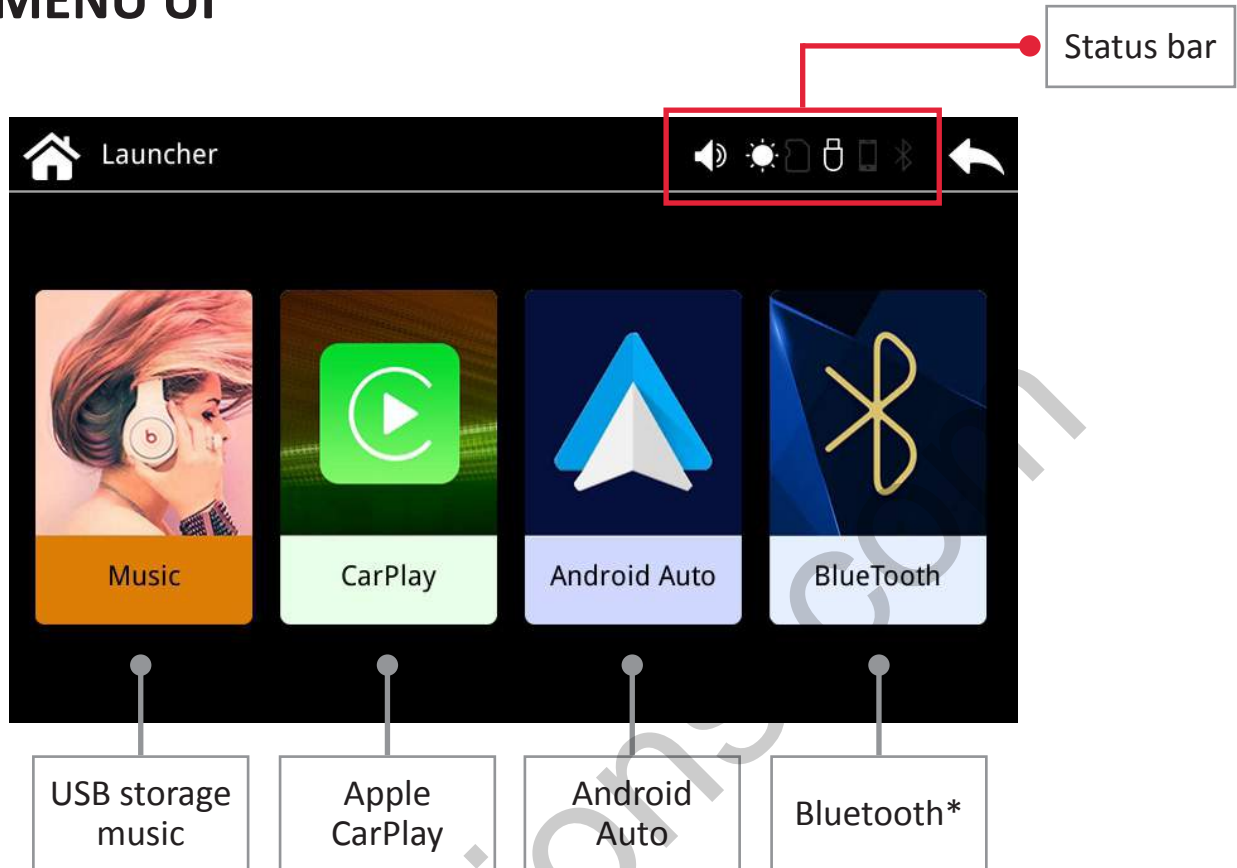 MENU UI
Status bar
Launcher
Music
CarPlay
Android Auto
BlueTooth
USB storage
music
Apple
CarPlay
Android
Auto
Bluetooth*